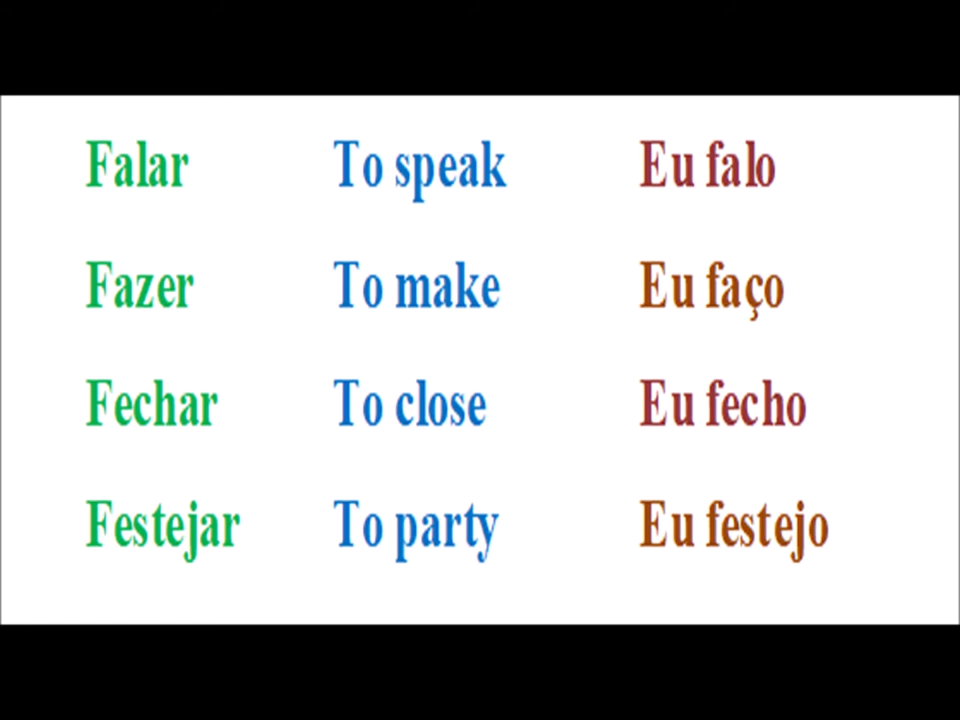 Falar To speak Eu falo
Fazer To make Eu faço
Fechar To close Eu fecho
Festejar To party Eu festejo